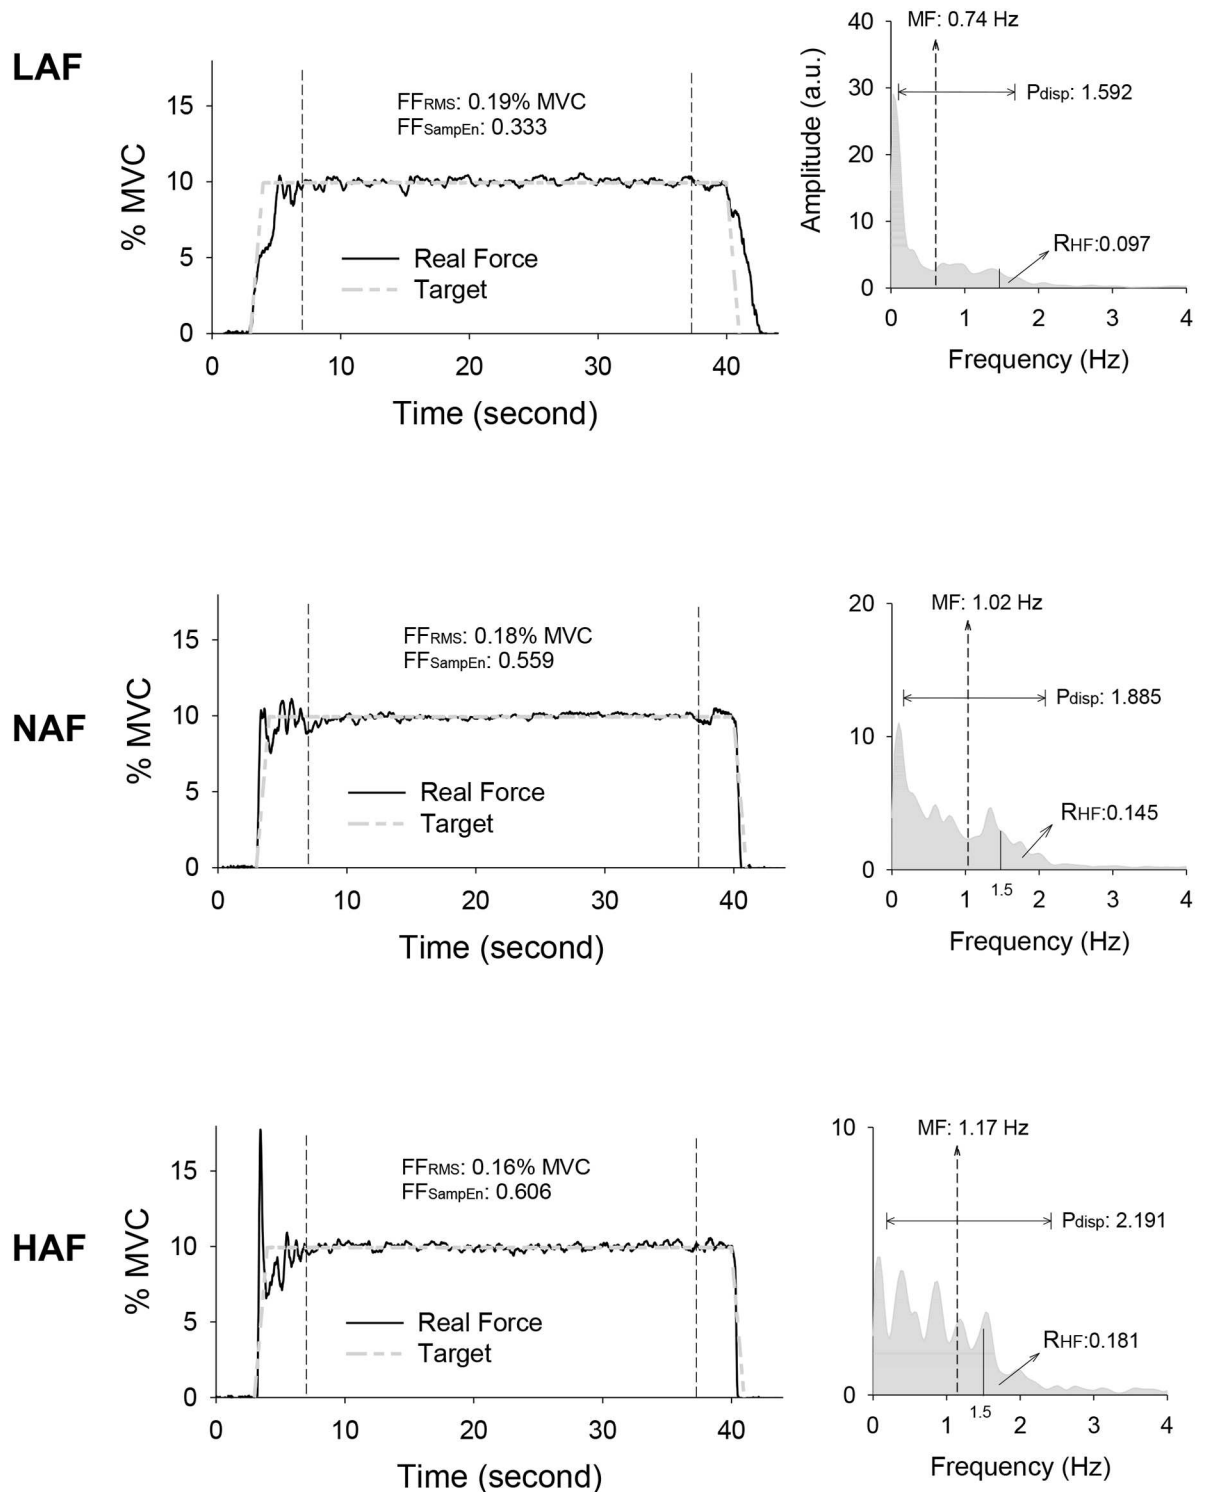 LAF
FFRMS: 0.19% MVC
FFSampEn: 0.333
% MVC
15
10
5
0
Real Force
Target
0 10 20 30 40
Time (second)
MF: 0.74 Hz
Pdisp: 1.592
RHF:0.097
Amplitude (a.u.)
40
30
20
10
0
0 1 2 3 4
Frequency (Hz)
NAF
FFRMS: 0.18% MVC
FFSampEn: 0.559
% MVC
15
10
5
0
Real Force
Target
0 10 20 30 40
Time (second)
MF: 1.02 Hz
Pdisp: 1.885
RHF:0.145
20
10
0
0 1 1.5 2 3 4
Frequency (Hz)
HAF
FFRMS: 0.16% MVC
FFSampEn: 0.606
% MVC
15
10
5
0
Real Force
Target
0 10 20 30 40
Time (second)
MF: 1.17 Hz
Pdisp: 2.191
RHF:0.181
10
0
0 1 1.5 2 3 4
Frequency (Hz)